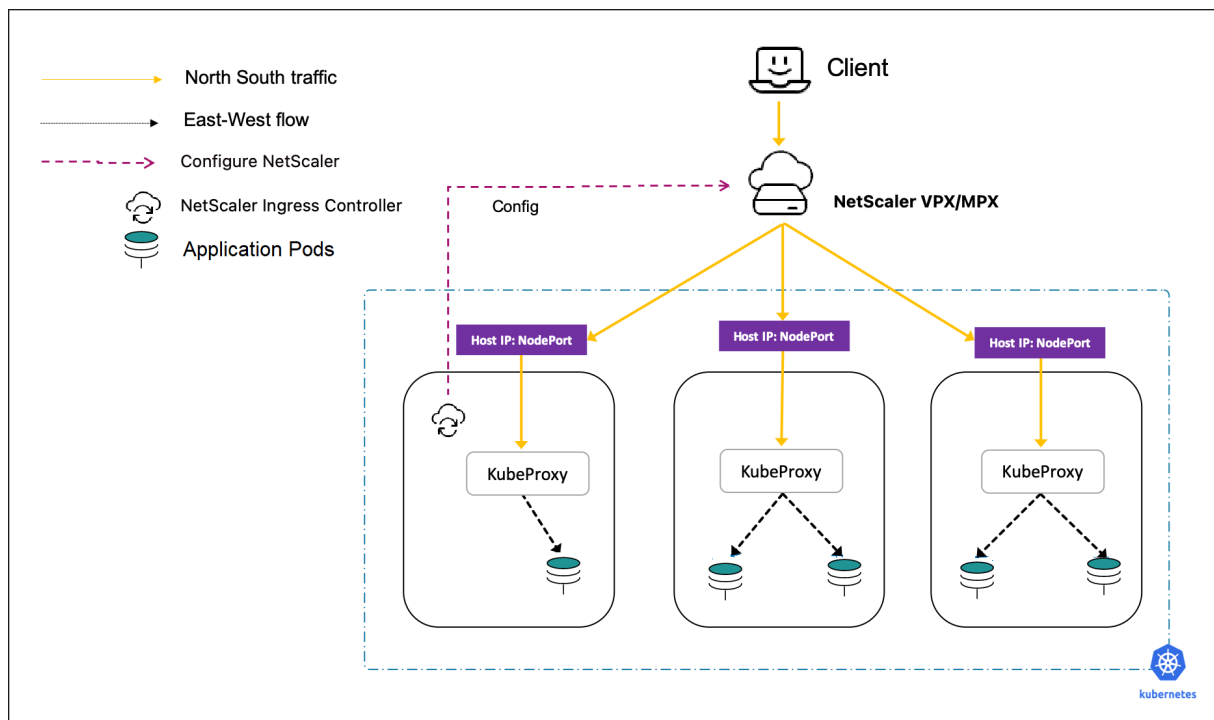 North South traffic
East-West flow
Configure NetScaler
NetScaler Ingress Controller
Application Pods
Client
NetScaler VPX/MPX
Config
Host IP: NodePort
Host IP: NodePort
Host IP: NodePort
KubeProxy
KubeProxy
KubeProxy
kubernetes